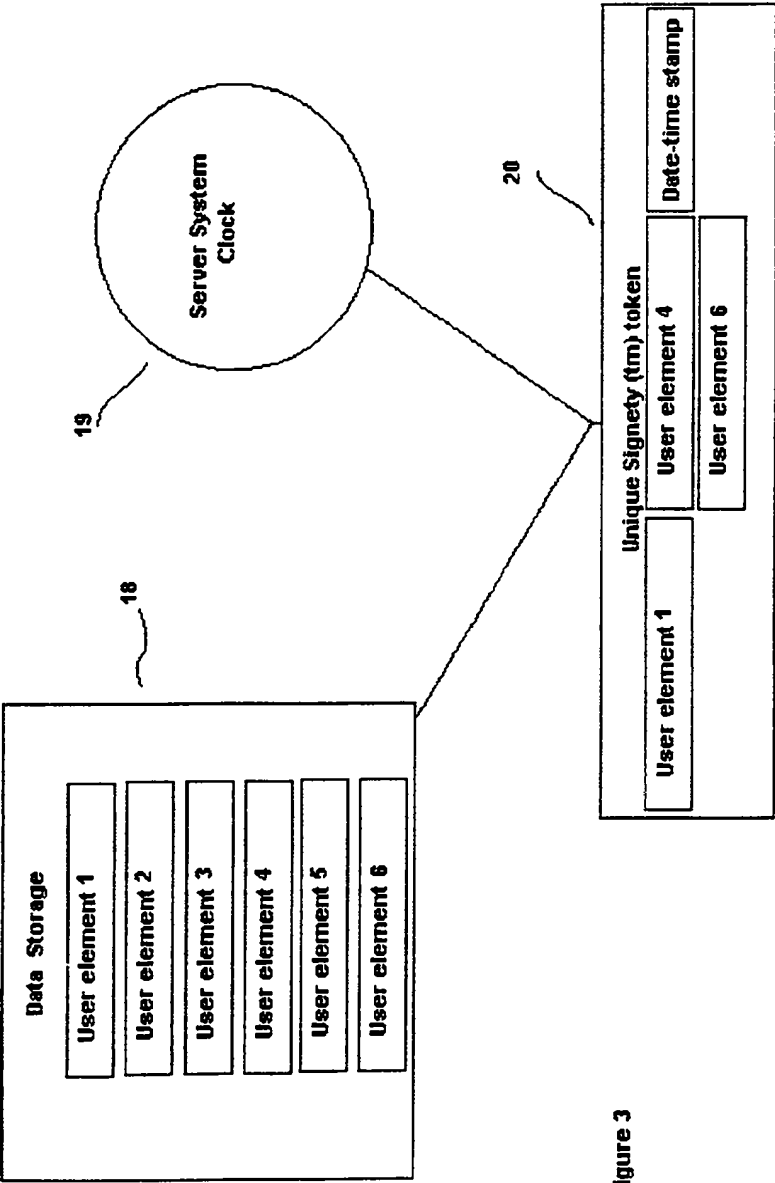 Data Storage
User element 1
User element 2
User element 3
User element 4
User element 5
User element 6
18
19
Server System
Clock
20
Unique Signety (tm) token
User element 1
User element 4
Date-time stamp
User element 6
igure 3